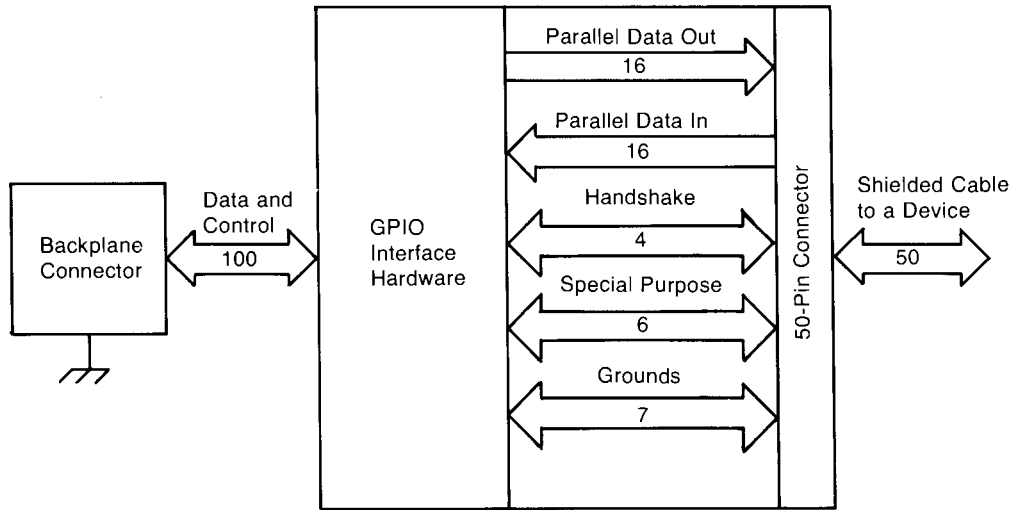 Parallel Data Out
16
Parallel Data In
16
Handshake
4
Special Purpose
6
Grounds
7
Backplane
Connector
Data and
Control
100
GPIO
Interface
Hardware
50-Pin Connector
Shielded Cable
to a Device
50